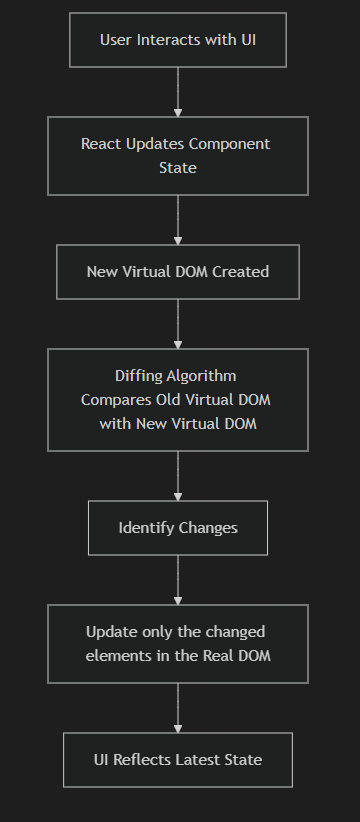 User Interacts with UI
React Updates Component
State
New Virtual DOM Created
Diffing Algorithm
Compares Old Virtual DOM
with New Virtual DOM
Identify Changes
Update only the changed
elements in the Real DOM
UI Reflects Latest State